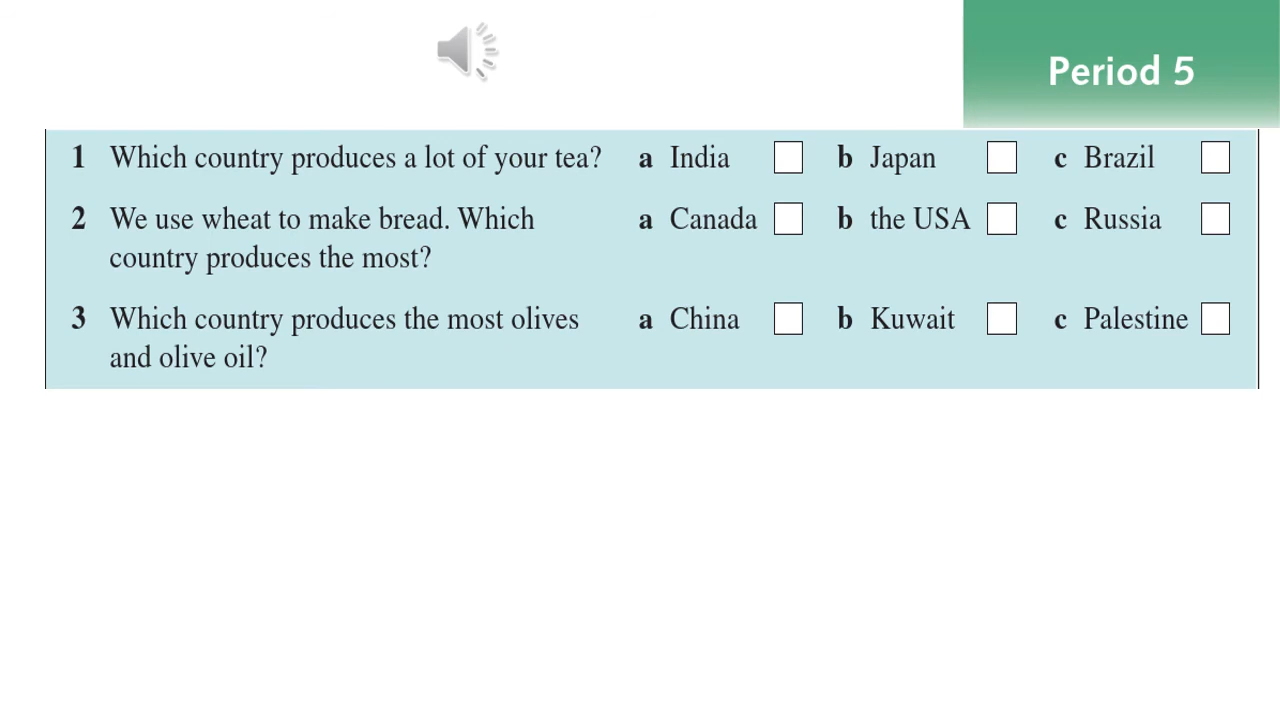 Period 5
1 Which country produces a lot of your tea? a India b Japan c Brazil
2 We use wheat to make bread. Which a Canada b the USA c Russia
country produces the most?
3 Which country produces the most olives a China b Kuwait c Palestine
and olive oil?